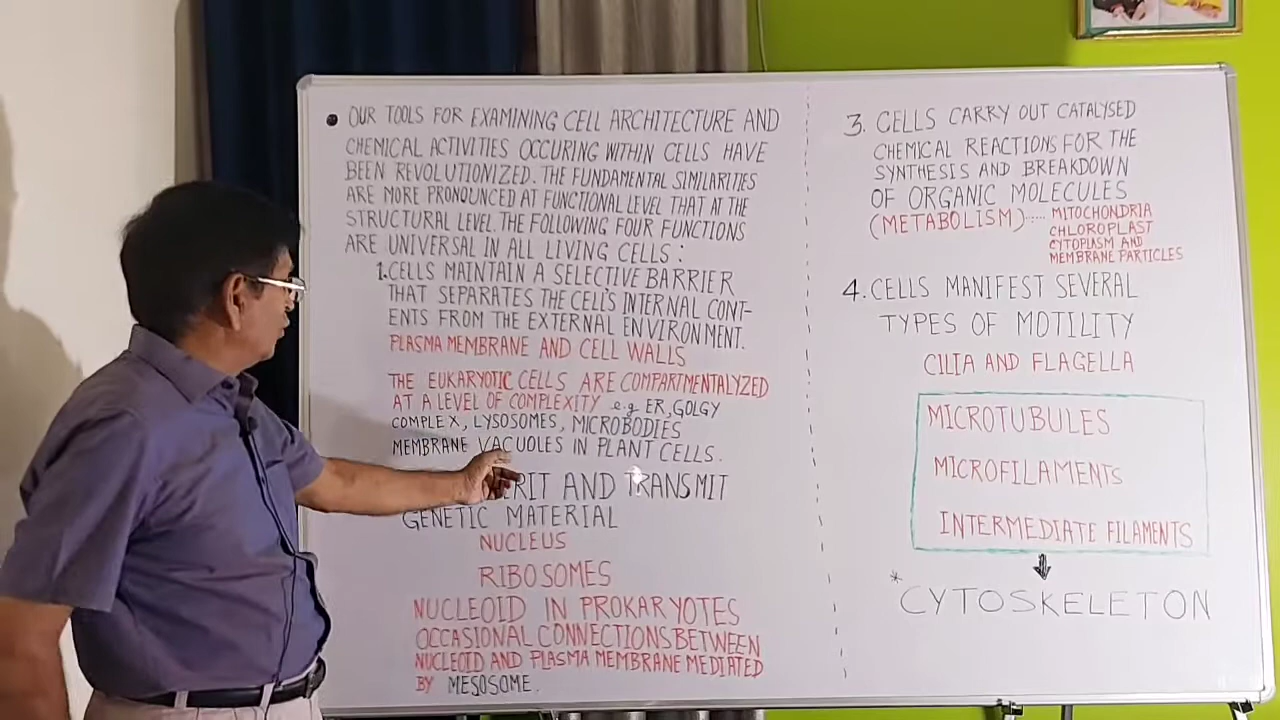 OUR TOOLS FOR EXAMINING CELL ARCHITECTURE AND
CHEMICAL ACTIVITIES OCCURING WITHIN CELLS HAVE
BEEN REVOLUTIONIZED. THE FUNDAMENTAL SIMILARITIES
ARE MORE PRONOUNCED AT FUNCTIONAL LEVEL THAT AT THE
STRUCTURAL LEVEL. THE FOLLOWING FOUR FUNCTIONS
ARE UNIVERSAL IN ALL LIVING CELLS:
1. CELLS MAINTAIN A SELECTIVE BARRIER
THAT SEPARATES THE CELL'S INTERNAL CONT-
ENTS FROM THE EXTERNAL ENVIRONMENT.
PLASMA MEMBRANE AND CELL WALLS
THE EUKARYOTIC CELLS ARE COMPARTMENTALYZED
AT A LEVEL OF COMPLEXITY e.g ER, GOLGY
COMPLEX, LYSOSOMES, MICROBODIES
MEMBRANE VACUOLES IN PLANT CELLS.
ERIT AND TRANSMIT
GENETIC MATERIAL
NUCLEUS
RIBOSOMES
NUCLEOID IN PROKARYOTES
OCCASIONAL CONNECTIONS BETWEEN
NUCLEOID AND PLASMA MEMBRANE MEDIATED
BY MESOSOME.
3. CELLS CARRY OUT CATALYSED
CHEMICAL REACTIONS FOR THE
SYNTHESIS AND BREAKDOWN
OF ORGANIC MOLECULES
(METABOLISM)..... MITOCHONDRIA
CHLOROPLAST
CYTOPLASM AND
MEMBRANE PARTICLES
4. CELLS MANIFEST SEVERAL
TYPES OF MOTILITY
CILIA AND FLAGELLA
MICROTUBULES
MICROFILAMENTS
INTERMEDIATE FILAMENTS
*CYTOSKELETON